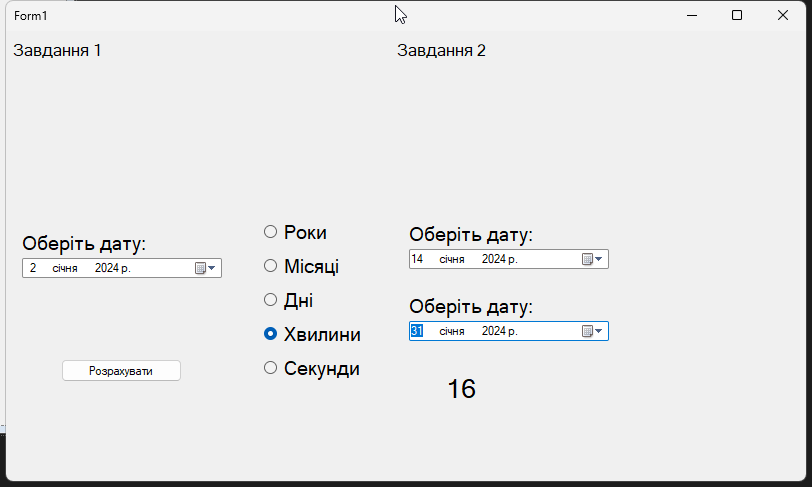 Form1
Завдання 1
Завдання 2
Оберіть дату:
2 січня 2024 р.
Розрахувати
Роки
Місяці
Дні
Хвилини
Секунди
Оберіть дату:
14 січня 2024 р.
Оберіть дату:
31 січня 2024 р.
16